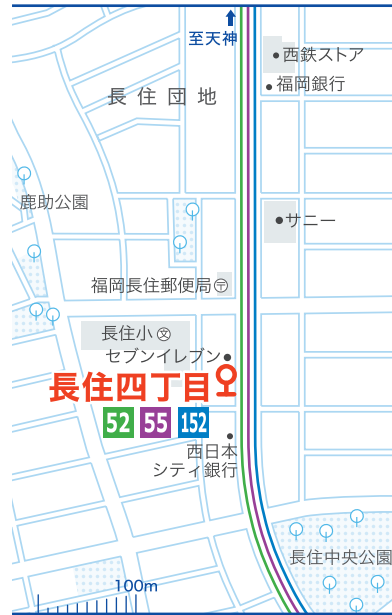 至天神
西鉄ストア
福岡銀行
長住団地
鹿助公園
サニー
福岡長住郵便局〒
長住小文
セブンイレブン
長住四丁目
52 55 152
西日本
シティ銀行
長住中央公園
100m